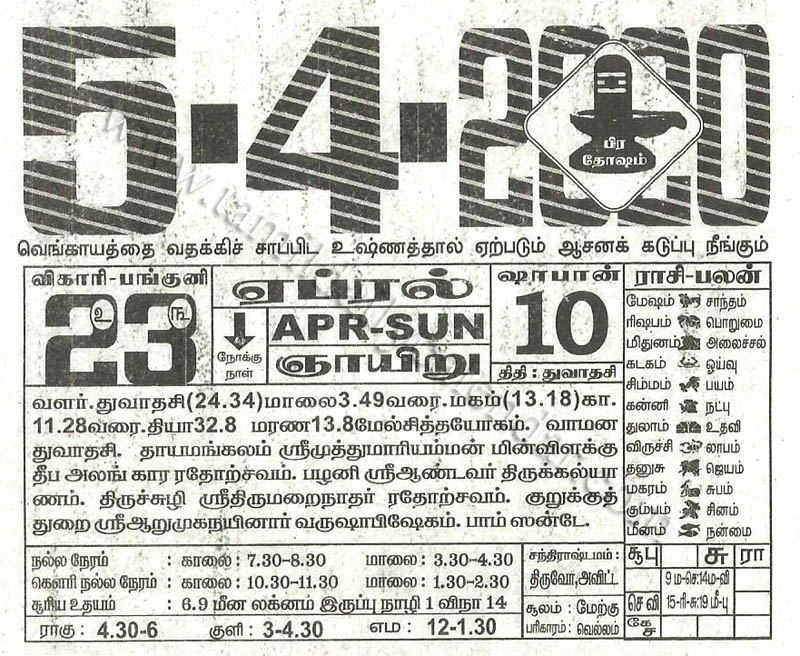 5-4-2020
பிர
தோஷம்
வெங்காயத்தை வதக்கிச் சாப்பிட உஷ்ணத்தால் ஏற்படும் ஆசனக் கடுப்பு நீங்கும்
விகாரி-பங்குனி
23
உ ௩
நோக்கு
நாள்
ஏப்ரல்
APR-SUN
ஞாயிறு
ஷாபான்
10
திதி : துவாதசி
ராசி-பலன்
மேஷம் சாந்தம்
ரிஷபம் பொறுமை
மிதுனம் அலைச்சல்
கடகம் ஓய்வு
சிம்மம் பயம்
கன்னி நட்பு
துலாம் உதவி
விருச்சி லாபம்
தனுசு ஜெயம்
மகரம் சுபம்
கும்பம் சினம்
மீனம் நன்மை
வளர்.துவாதசி(24.34)மாலை3.49வரை.மகம்(13.18)கா.
11.28வரை.தியா32.8 மரண13.8மேல்சித்தயோகம். வாமன
துவாதசி. தாயமங்கலம் ஸ்ரீமுத்துமாரியம்மன் மின்விளக்கு
தீப அலங் கார ரதோற்சவம். பழனி ஸ்ரீஆண்டவர் திருக்கல்யா
ணம். திருச்சுழி ஸ்ரீதிருமறைநாதர் ரதோற்சவம். குறுக்குத்
துறை ஸ்ரீஆறுமுகநயினார் வருஷாபிஷேகம். பாம் ஸண்டே.
நல்ல நேரம் : காலை: 7.30-8.30 மாலை: 3.30-4.30
கௌரி நல்ல நேரம் : காலை: 10.30-11.30 மாலை: 1.30-2.30
சூரிய உதயம் : 6.9 மீன லக்னம் இருப்பு நாழி 1 விநா 14
ராகு : 4.30-6 குளி : 3-4.30 எம : 12-1.30
சந்திராஷ்டமம் :
திருவோ,அவிட்ட
சூலம் : மேற்கு
பரிகாரம் : வெல்லம்
சூபு சு ரா
9 ம-செ:14ம-வி
செவி 15-ரி-சு:19 மீ-பு
கே